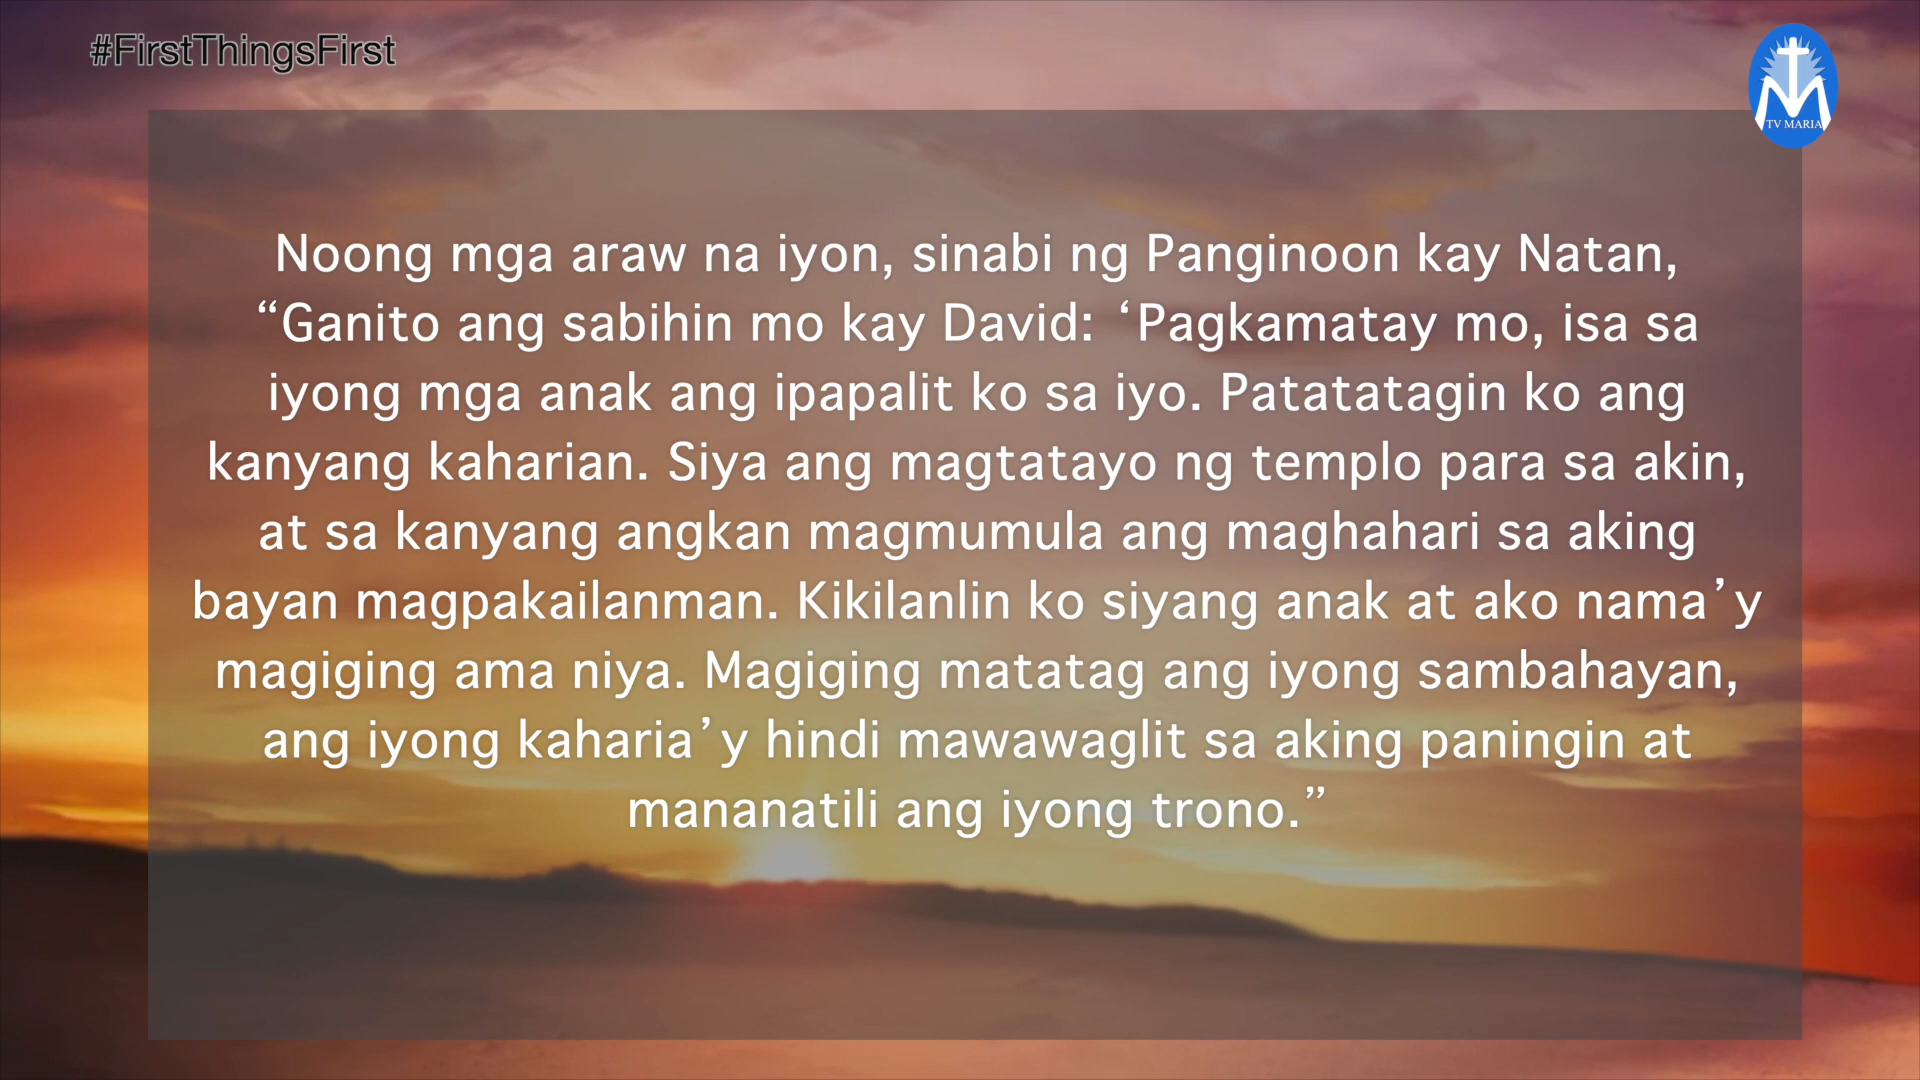 #FirstThingsFirst
TV MARIA
Noong mga araw na iyon, sinabi ng Panginoon kay Natan,
“Ganito ang sabihin mo kay David: ‘Pagkamatay mo, isa sa
iyong mga anak ang ipapalit ko sa iyo. Patatatagin ko ang
kanyang kaharian. Siya ang magtatayo ng templo para sa akin,
at sa kanyang angkan magmumula ang maghahari sa aking
bayan magpakailanman. Kikilanlin ko siyang anak at ako nama’y
magiging ama niya. Magiging matatag ang iyong sambahayan,
ang iyong kaharia’y hindi mawawaglit sa aking paningin at
mananatili ang iyong trono.”